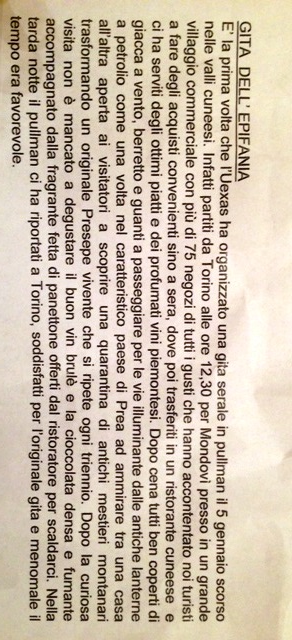 GITA DELL' EPIFANIA
E' la prima volta che l'Uexas ha organizzato una gita serale in pullman il 5 gennaio scorso
nelle valli cuneesi. Infatti partiti da Torino alle ore 12,30 per Mondovi presso in un grande
villaggio commerciale con più di 75 negozi di tutti i gusti che hanno accontentato noi turisti
a fare degli acquisti convenienti sino a sera, dove poi trasferiti in un ristorante cuneese e
ci ha serviti degli ottimi piatti e dei profumati vini piemontesi. Dopo cena tutti ben coperti di
giacca a vento, berretto e guanti a passeggiare per le vie illuminante dalle antiche lanterne
a petrolio come una volta nel caratteristico paese di Prea ad ammirare tra una casa
all'altra aperta ai visitatori a scoprire una quarantina di antichi mestieri montanari
trasformando un originale Presepe vivente che si ripete ogni triennio. Dopo la curiosa
visita non è mancato a degustare il buon vin brulè e la cioccolata densa e fumante
accompagnato dalla fragrante fetta di panettone offerti dal ristoratore per scaldarci. Nella
tarda notte il pullman ci ha riportati a Torino, soddisfatti per l'originale gita e menomale il
tempo era favorevole.